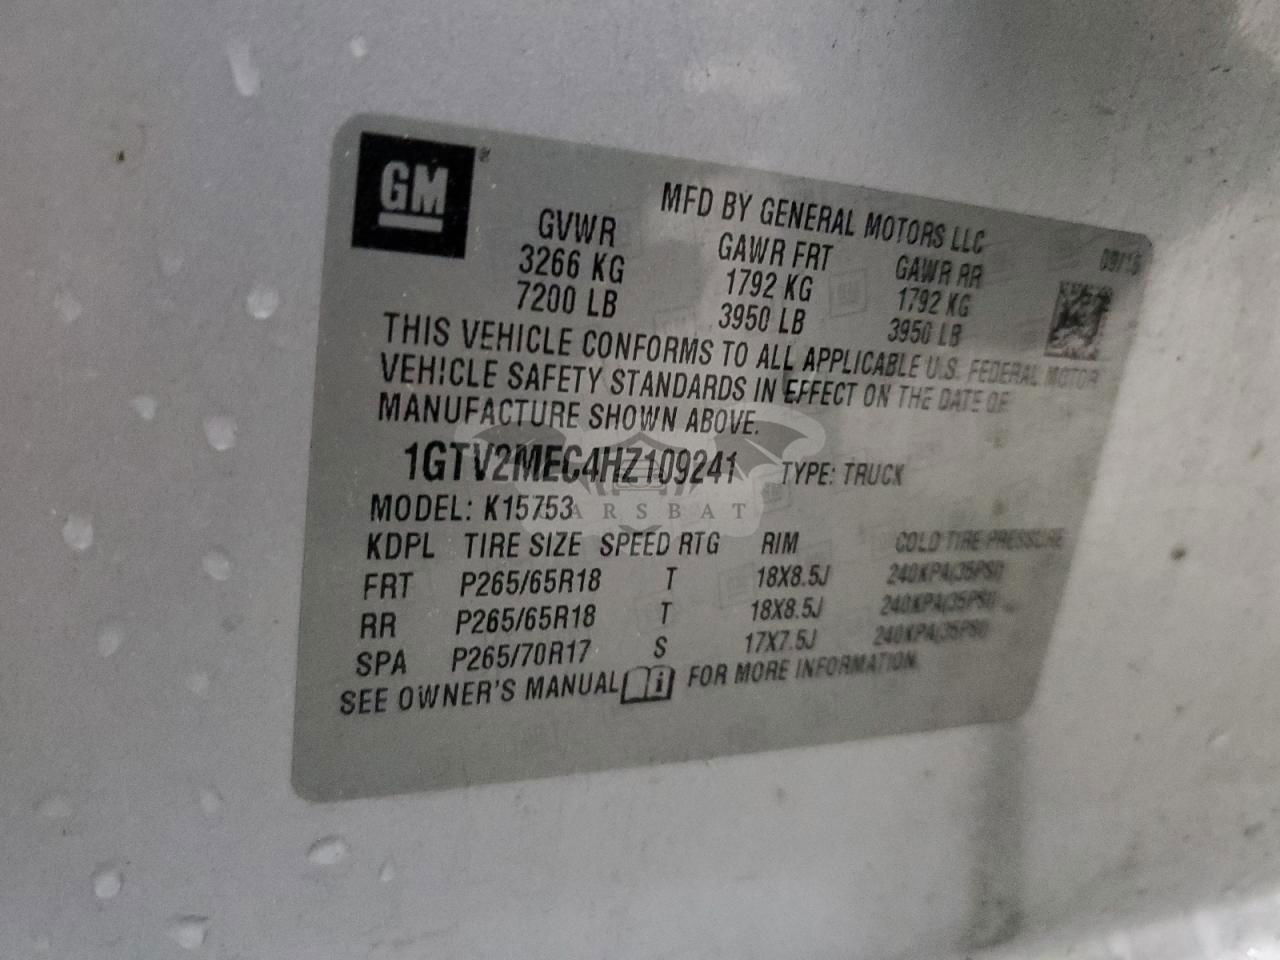 GM
MFD BY GENERAL MOTORS LLC
09/16
GVWR GAWR FRT GAWR RR
3266 KG 1792 KG 1792 KG
7200 LB 3950 LB 3950 LB
THIS VEHICLE CONFORMS TO ALL APPLICABLE U.S. FEDERAL MOTOR
VEHICLE SAFETY STANDARDS IN EFFECT ON THE DATE OF
MANUFACTURE SHOWN ABOVE.
1GTV2MEC4HZ109241 TYPE: TRUCK
MODEL: K15753
CARSBAT
KDPL TIRE SIZE SPEED RTG RIM COLD TIRE PRESSURE
FRT P265/65R18 T 18X8.5J 240KPA(35PSI)
RR P265/65R18 T 18X8.5J 240KPA(35PSI)
SPA P265/70R17 S 17X7.5J 240KPA(35PSI)
SEE OWNER'S MANUAL FOR MORE INFORMATION.